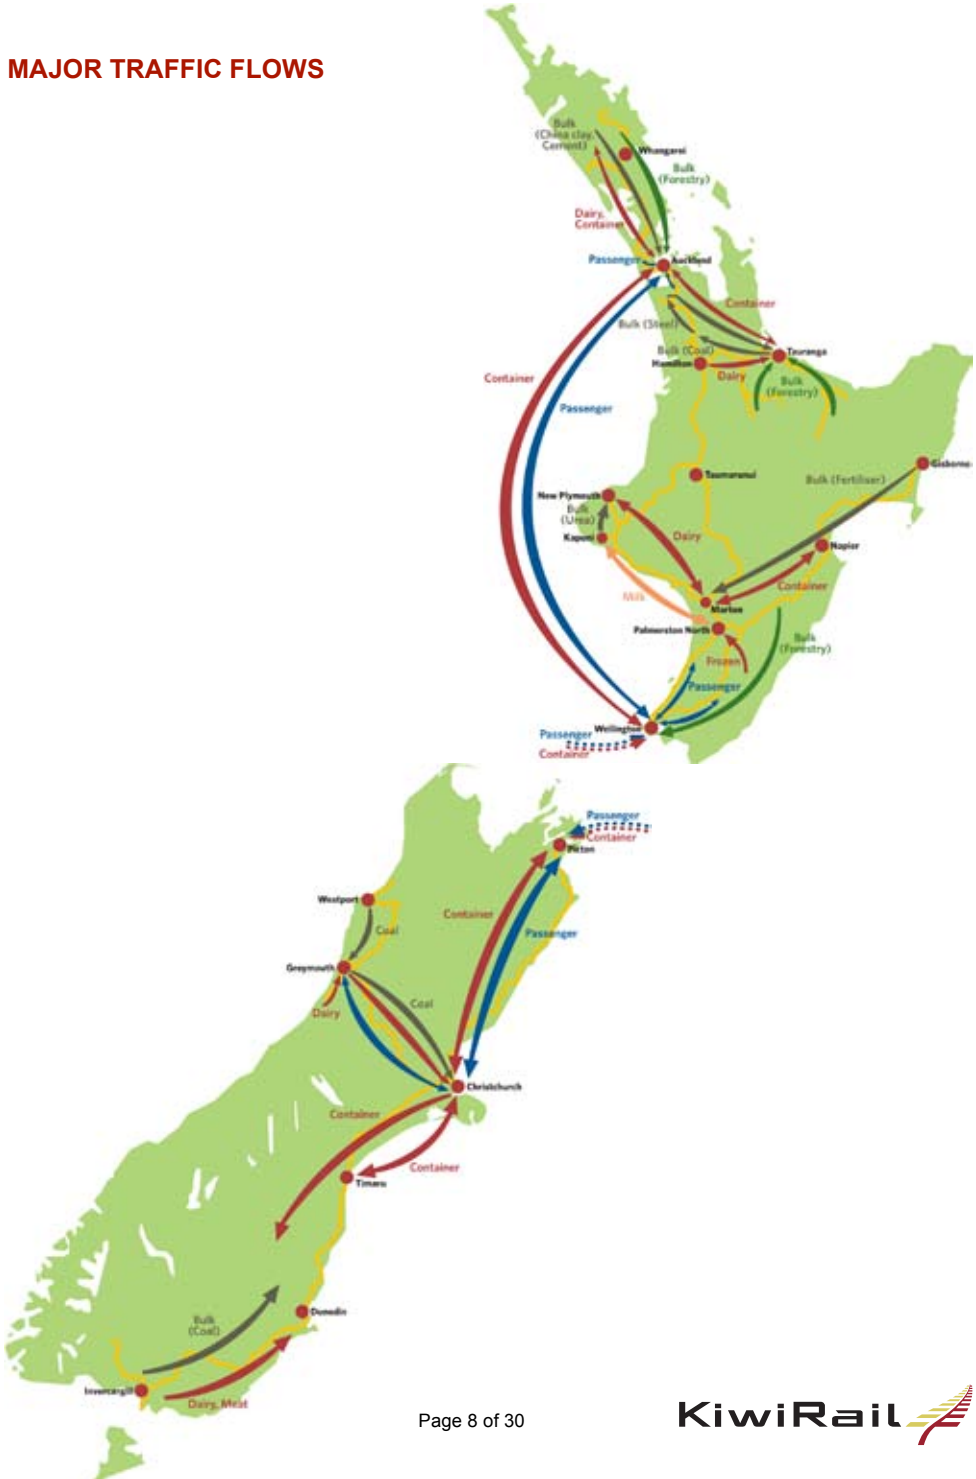 MAJOR TRAFFIC FLOWS
Bulk
(China clay,
Cement)
Whangarei
Bulk
(Forestry)
Dairy,
Container
Passenger
Auckland
Container
Bulk (Steel)
Bulk (Coal)
Tauranga
Hamilton
Dairy
Bulk
(Forestry)
Container
Passenger
Taumarunui
Gisborne
Bulk (Fertiliser)
New Plymouth
Bulk
(Urea)
Kapuni
Dairy
Napier
Container
Milk
Marton
Palmerston North
Bulk
(Forestry)
Frozen
Passenger
Wellington
Passenger
Container
Passenger
Container
Picton
Westport
Coal
Container
Passenger
Greymouth
Coal
Dairy
Christchurch
Container
Container
Timaru
Dunedin
Bulk
(Coal)
Invercargill
Dairy, Meat
Page 8 of 30
KiwiRail